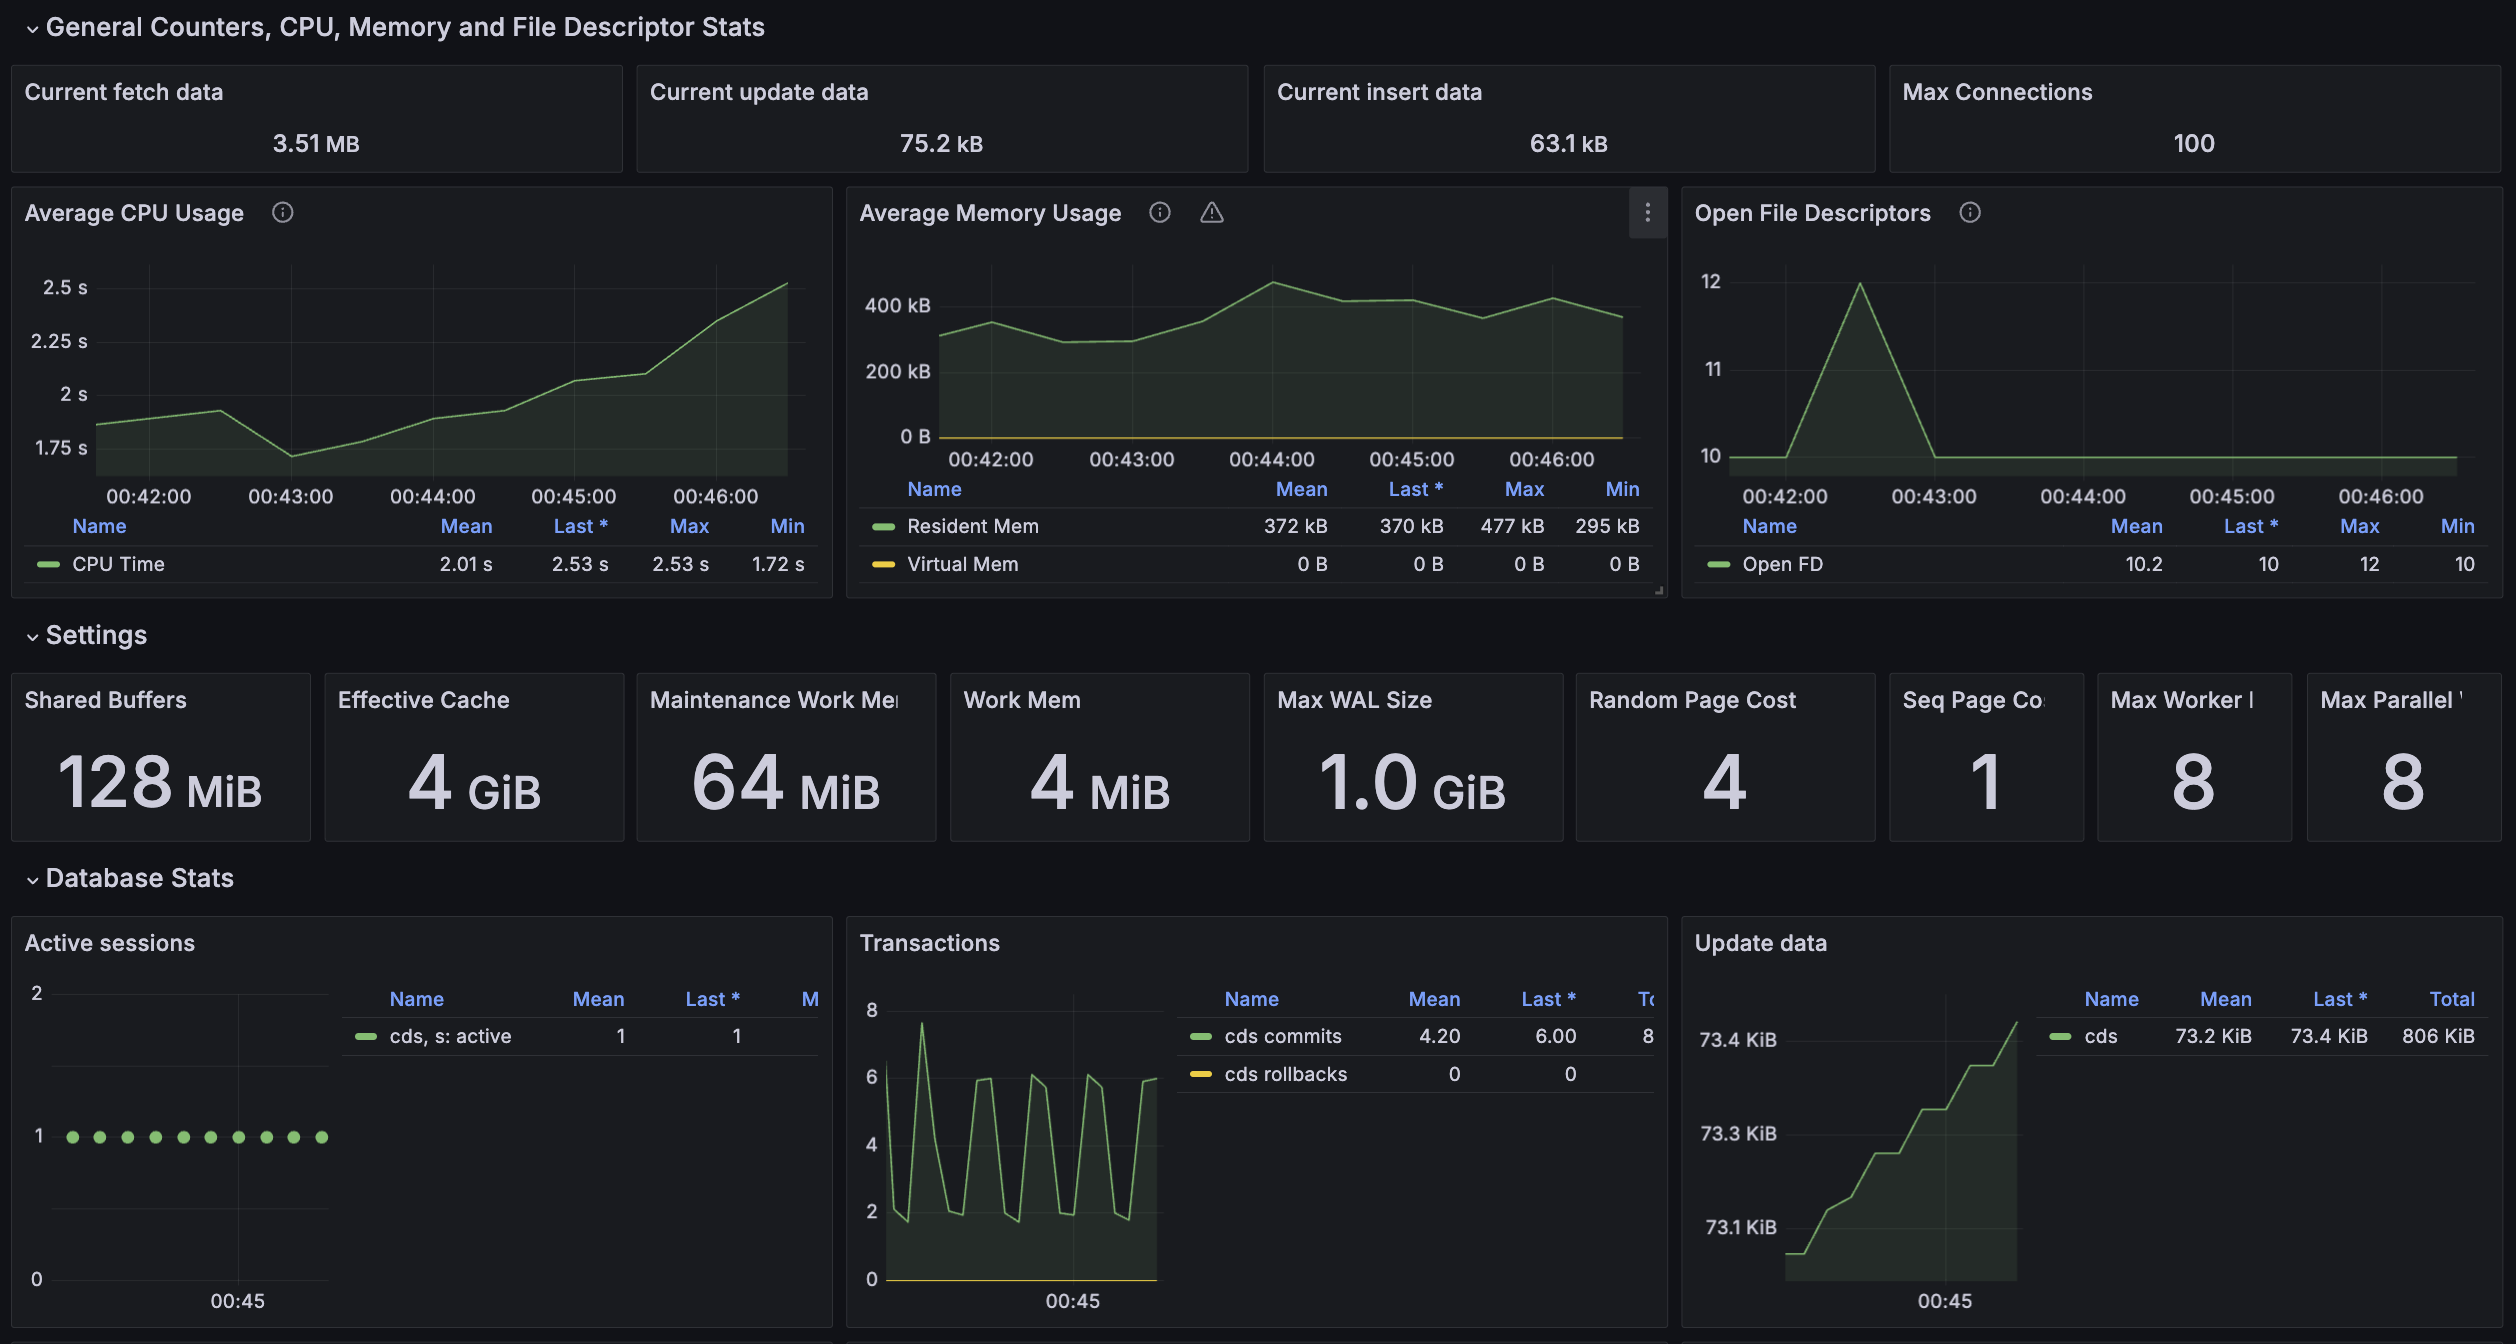 General Counters, CPU, Memory and File Descriptor Stats
Current fetch data
3.51 MB
Current update data
75.2 kB
Current insert data
63.1 kB
Max Connections
100
Average CPU Usage
2.5 s
2.25 s
2 s
1.75 s
00:42:00 00:43:00 00:44:00 00:45:00 00:46:00
Name Mean Last * Max Min
CPU Time 2.01 s 2.53 s 2.53 s 1.72 s
Average Memory Usage
400 kB
200 kB
0 B
00:42:00 00:43:00 00:44:00 00:45:00 00:46:00
Name Mean Last * Max Min
Resident Mem 372 kB 370 kB 477 kB 295 kB
Virtual Mem 0 B 0 B 0 B 0 B
Open File Descriptors
12
11
10
00:42:00 00:43:00 00:44:00 00:45:00 00:46:00
Name Mean Last * Max Min
Open FD 10.2 10 12 10
Settings
Shared Buffers
128 MiB
Effective Cache
4 GiB
Maintenance Work Me
64 MiB
Work Mem
4 MiB
Max WAL Size
1.0 GiB
Random Page Cost
4
Seq Page Co
1
Max Worker
8
Max Parallel
8
Database Stats
Active sessions
2
1
0
00:45
Name Mean Last * M
cds, s: active 1 1
Transactions
8
6
4
2
0
00:45
Name Mean Last * To
cds commits 4.20 6.00 8
cds rollbacks 0 0
Update data
73.4 KiB
73.3 KiB
73.1 KiB
00:45
Name Mean Last * Total
cds 73.2 KiB 73.4 KiB 806 KiB